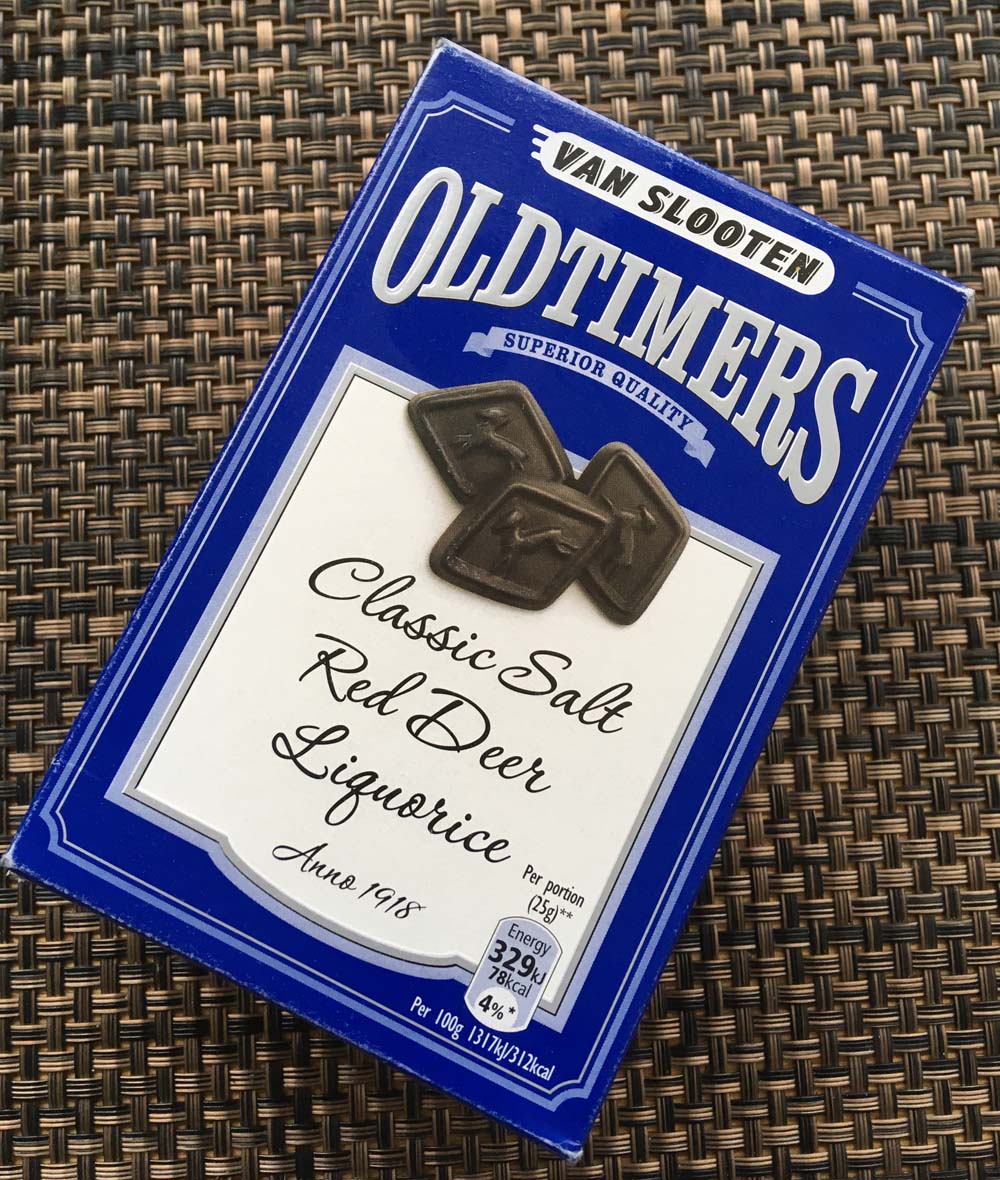 VAN SLOOTEN
OLDTIMERS
SUPERIOR QUALITY
Classic Salt
Red Deer
Liquorice
Anno 1918
Per portion
(25g)**
Energy
329kJ
78kcal
4%*
Per 100g 1317kJ/312kcal